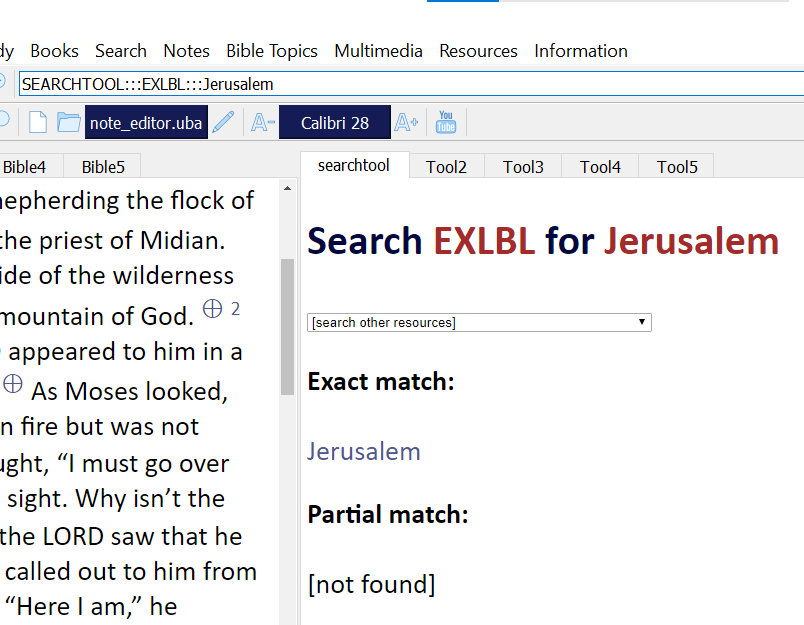 Books Search Notes Bible Topics Multimedia Resources Information
SEARCHTOOL:::EXLBL:::Jerusalem
note_editor.uba A- Calibri 28 A+ You Tube
Bible4 Bible5
searchtool Tool2 Tool3 Tool4 Tool5
the flock of
the priest of Midian.
of the wilderness
mountain of God. 2
appeared to him in a
As Moses looked,
fire but was not
“I must go over
sight. Why isn’t the
the LORD saw that he
called out to him from
“Here I am,” he
Search EXLBL for Jerusalem
[search other resources]
Exact match:
Jerusalem
Partial match:
[not found]